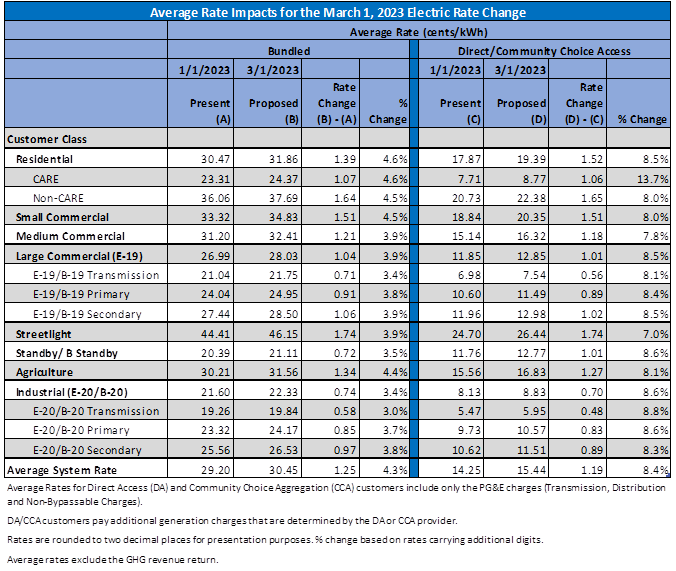 Average Rate Impacts for the March 1, 2023 Electric Rate Change
Average Rate (cents/kWh)
Bundled Direct/Community Choice Access
1/1/2023 3/1/2023 1/1/2023 3/1/2023
Present (A) Proposed (B) Rate Change (B) - (A) % Change Present (C) Proposed (D) Rate Change (D) - (C) % Change
Customer Class
Residential 30.47 31.86 1.39 4.6% 17.87 19.39 1.52 8.5%
CARE 23.31 24.37 1.07 4.6% 7.71 8.77 1.06 13.7%
Non-CARE 36.06 37.69 1.64 4.5% 20.73 22.38 1.65 8.0%
Small Commercial 33.32 34.83 1.51 4.5% 18.84 20.35 1.51 8.0%
Medium Commercial 31.20 32.41 1.21 3.9% 15.14 16.32 1.18 7.8%
Large Commercial (E-19) 26.99 28.03 1.04 3.9% 11.85 12.85 1.01 8.5%
E-19/B-19 Transmission 21.04 21.75 0.71 3.4% 6.98 7.54 0.56 8.1%
E-19/B-19 Primary 24.04 24.95 0.91 3.8% 10.60 11.49 0.89 8.4%
E-19/B-19 Secondary 27.44 28.50 1.06 3.9% 11.96 12.98 1.02 8.5%
Streetlight 44.41 46.15 1.74 3.9% 24.70 26.44 1.74 7.0%
Standby/ B Standby 20.39 21.11 0.72 3.5% 11.76 12.77 1.01 8.6%
Agriculture 30.21 31.56 1.34 4.4% 15.56 16.83 1.27 8.1%
Industrial (E-20/B-20) 21.60 22.33 0.74 3.4% 8.13 8.83 0.70 8.6%
E-20/B-20 Transmission 19.26 19.84 0.58 3.0% 5.47 5.95 0.48 8.8%
E-20/B-20 Primary 23.32 24.17 0.85 3.7% 9.73 10.57 0.83 8.6%
E-20/B-20 Secondary 25.56 26.53 0.97 3.8% 10.62 11.51 0.89 8.3%
Average System Rate 29.20 30.45 1.25 4.3% 14.25 15.44 1.19 8.4%
Average Rates for Direct Access (DA) and Community Choice Aggregation (CCA) customers include only the PG&E charges (Transmission, Distribution
and Non-Bypassable Charges).
DA/CCA customers pay additional generation charges that are determined by the DA or CCA provider.
Rates are rounded to two decimal places for presentation purposes. % change based on rates carrying additional digits.
Average rates exclude the GHG revenue return.